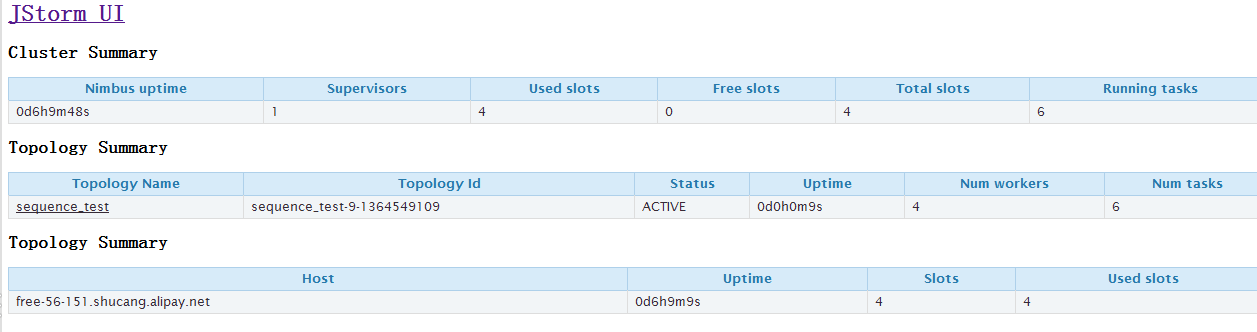 JStorm UI
Cluster Summary
Nimbus uptime Supervisors Used slots Free slots Total slots Running tasks
0d6h9m48s 1 4 0 4 6
Topology Summary
Topology Name Topology Id Status Uptime Num workers Num tasks
sequence_test sequence_test-9-1364549109 ACTIVE 0d0h0m9s 4 6
Topology Summary
Host Uptime Slots Used slots
free-56-151.shucang.alipay.net 0d6h9m9s 4 4